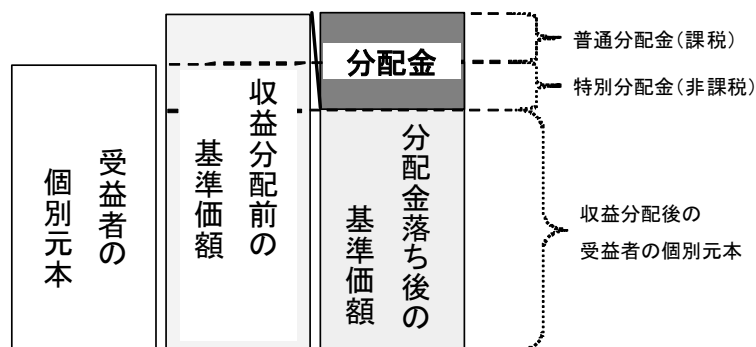 受益者の
個別元本
収益分配前の
基準価額
分配金
分配金落ち後の
基準価額
普通分配金(課税)
特別分配金(非課税)
収益分配後の
受益者の個別元本